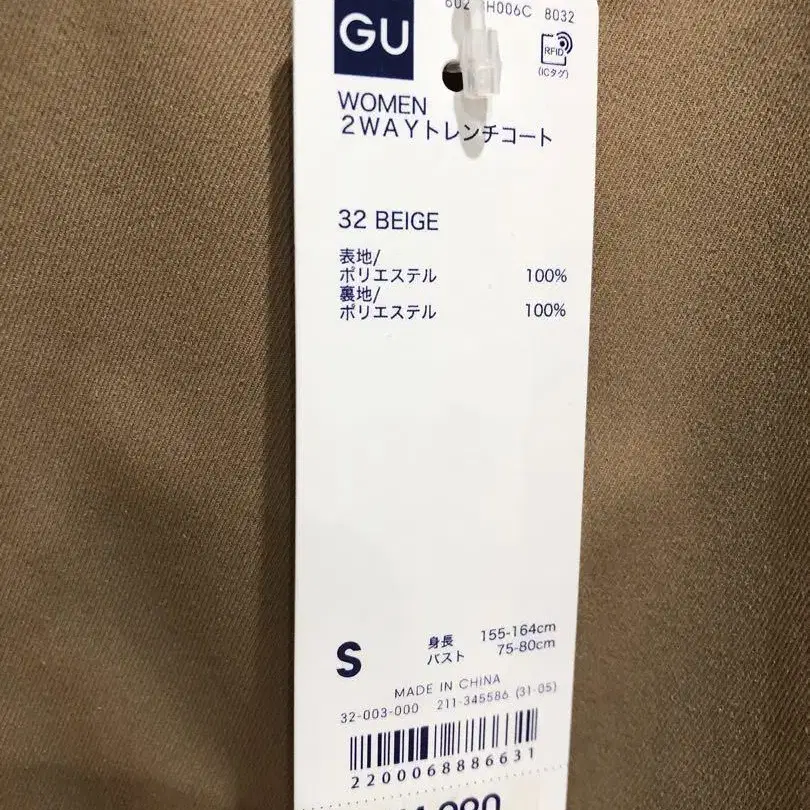 GU
8032
RFID
(ICタグ)
WOMEN
2WAYトレンチコート
32 BEIGE
表地/
ポリエステル 100%
裏地/
ポリエステル 100%
S 身長 155-164cm
バスト 75-80cm
MADE IN CHINA
32-003-000 211-345586 (31-05)
2200068886631